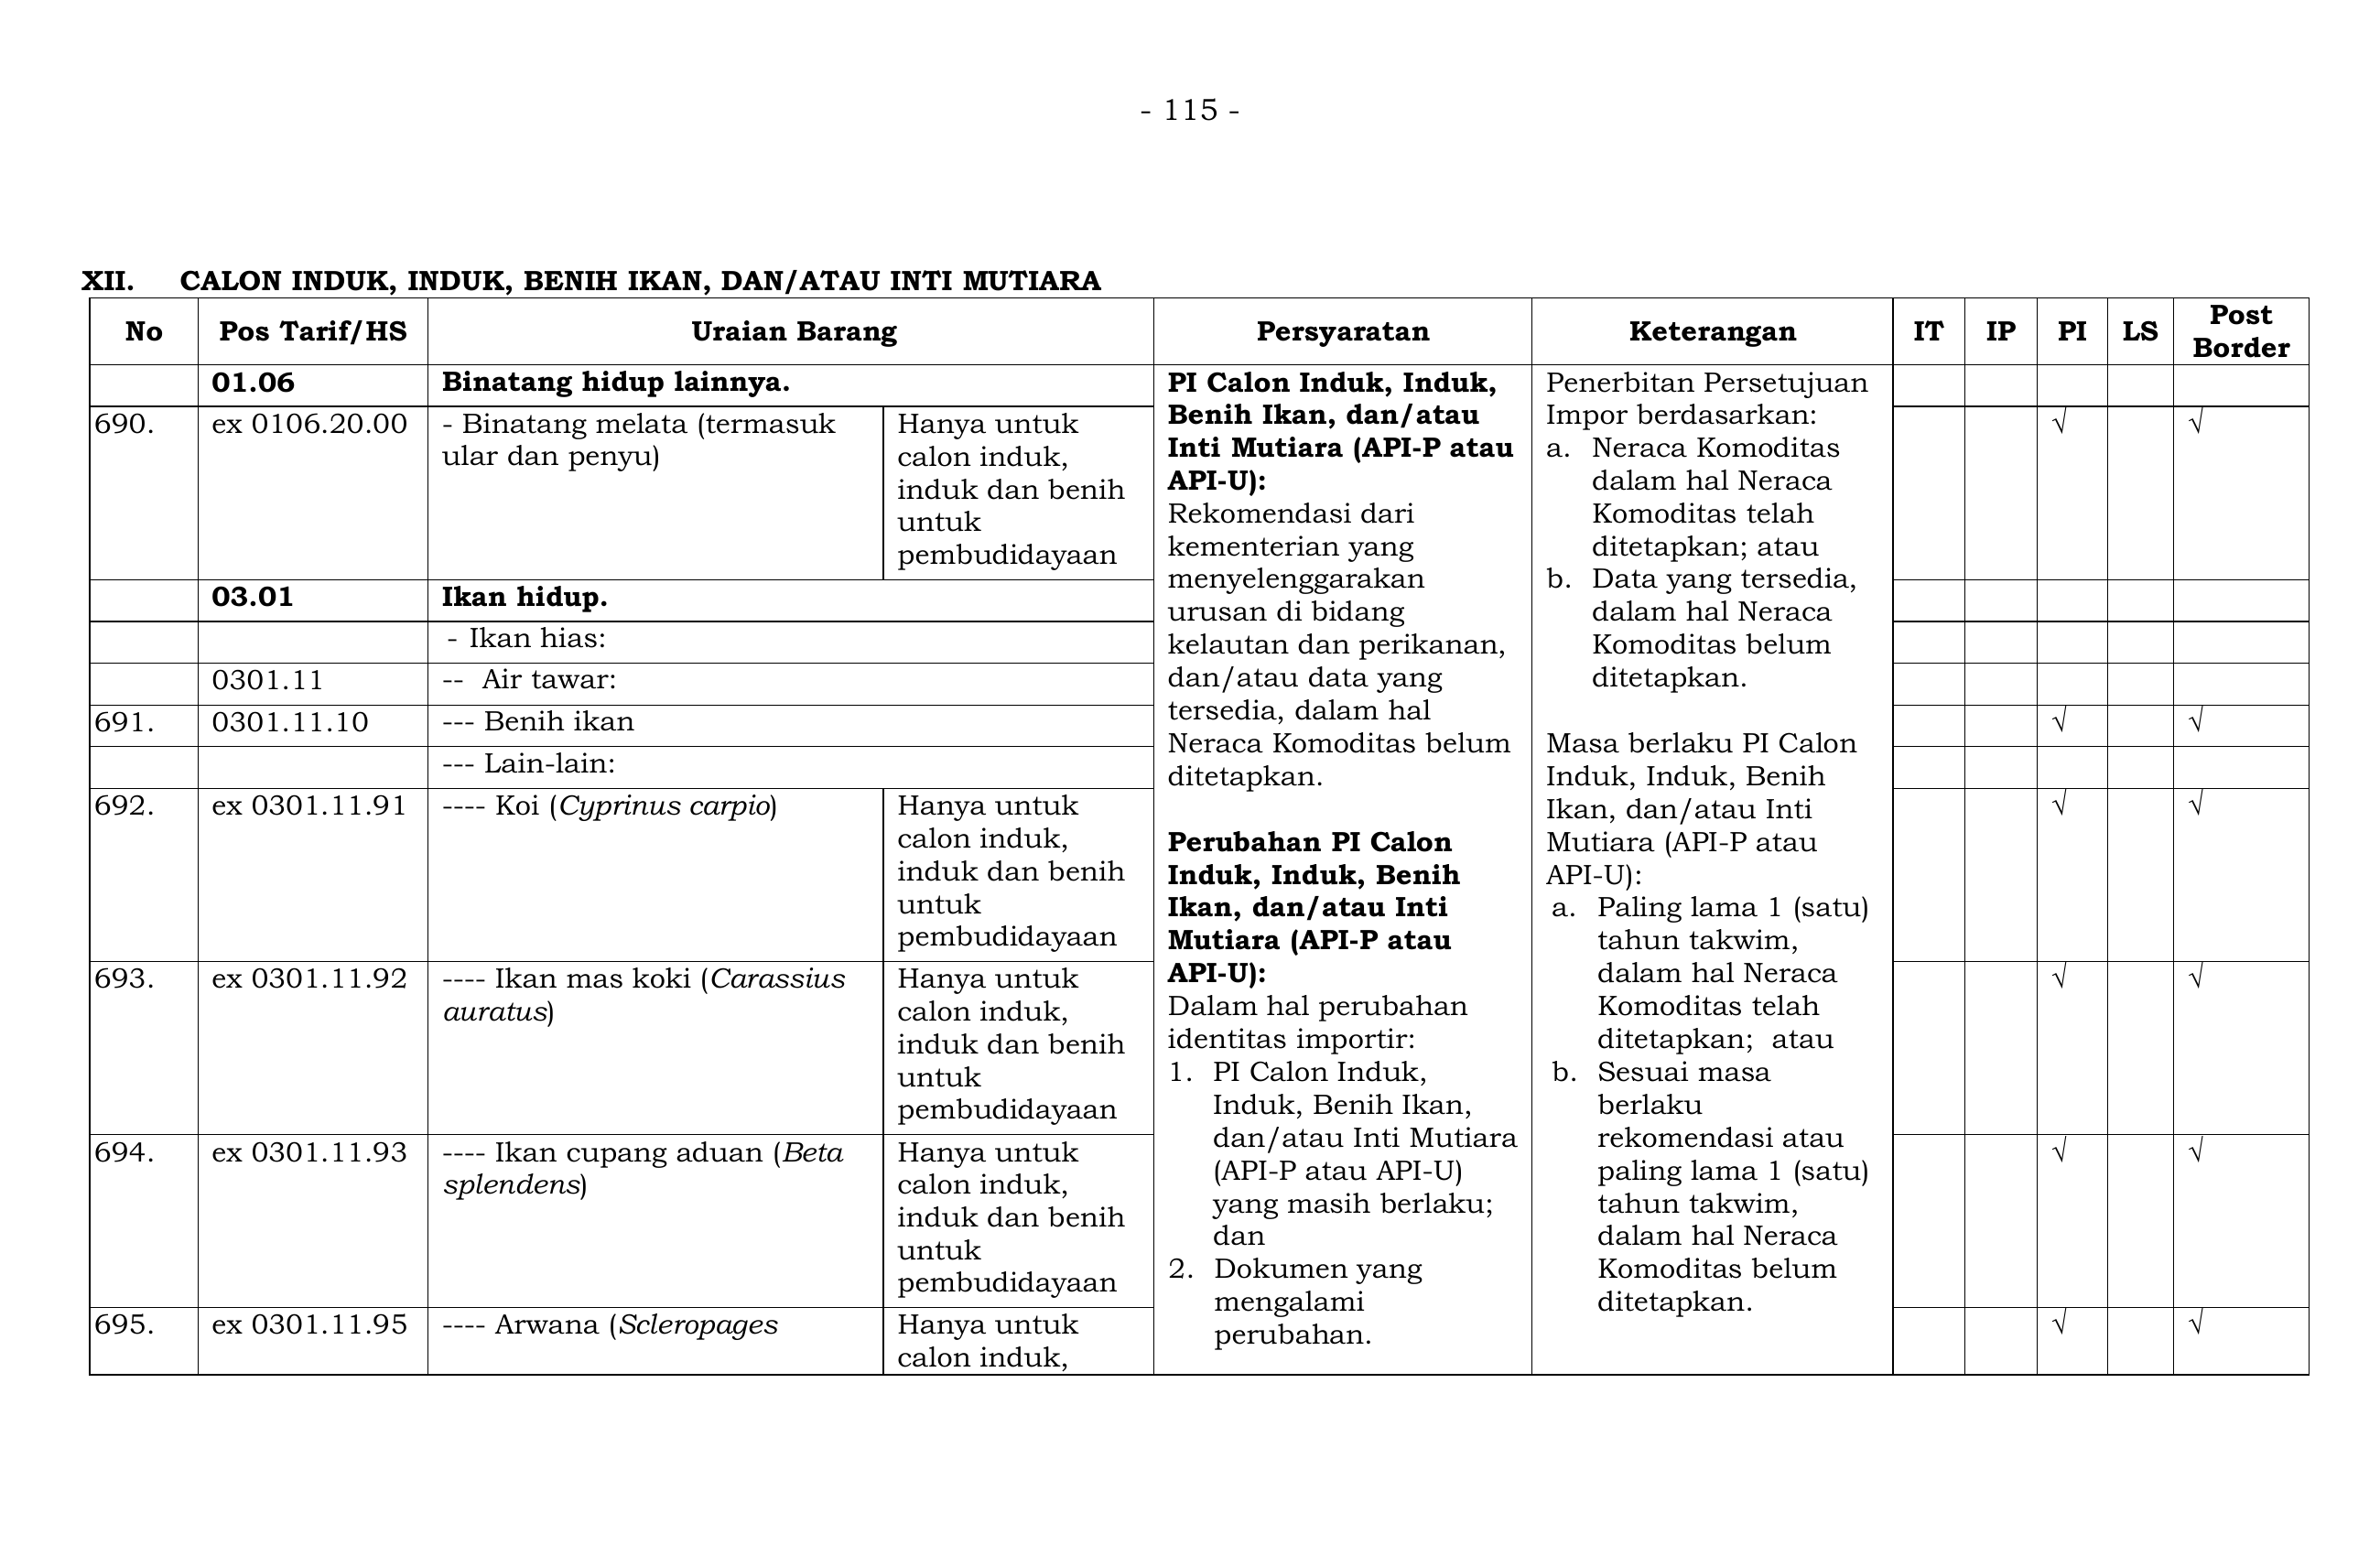 - 115 -
XII. CALON INDUK, INDUK, BENIH IKAN, DAN/ATAU INTI MUTIARA
No Pos Tarif/HS Uraian Barang Persyaratan Keterangan IT IP PI LS Post Border
01.06 Binatang hidup lainnya.
690. ex 0106.20.00 - Binatang melata (termasuk
ular dan penyu)
Hanya untuk
calon induk,
induk dan benih
untuk
pembudidayaan
√ √
03.01 Ikan hidup.
- Ikan hias:
0301.11 -- Air tawar:
691. 0301.11.10 --- Benih ikan √ √
--- Lain-lain:
692. ex 0301.11.91 ---- Koi (Cyprinus carpio)
Hanya untuk
calon induk,
induk dan benih
untuk
pembudidayaan
√ √
693. ex 0301.11.92 ---- Ikan mas koki (Carassius
auratus)
Hanya untuk
calon induk,
induk dan benih
untuk
pembudidayaan
√ √
694. ex 0301.11.93 ---- Ikan cupang aduan (Beta
splendens)
Hanya untuk
calon induk,
induk dan benih
untuk
pembudidayaan
√ √
695. ex 0301.11.95 ---- Arwana (Scleropages
Hanya untuk
calon induk,
√ √
PI Calon Induk, Induk,
Benih Ikan, dan/atau
Inti Mutiara (API-P atau
API-U):
Rekomendasi dari
kementerian yang
menyelenggarakan
urusan di bidang
kelautan dan perikanan,
dan/atau data yang
tersedia, dalam hal
Neraca Komoditas belum
ditetapkan.
Perubahan PI Calon
Induk, Induk, Benih
Ikan, dan/atau Inti
Mutiara (API-P atau
API-U):
Dalam hal perubahan
identitas importir:
1. PI Calon Induk,
Induk, Benih Ikan,
dan/atau Inti Mutiara
(API-P atau API-U)
yang masih berlaku;
dan
2. Dokumen yang
mengalami
perubahan.
Penerbitan Persetujuan
Impor berdasarkan:
a. Neraca Komoditas
dalam hal Neraca
Komoditas telah
ditetapkan; atau
b. Data yang tersedia,
dalam hal Neraca
Komoditas belum
ditetapkan.
Masa berlaku PI Calon
Induk, Induk, Benih
Ikan, dan/atau Inti
Mutiara (API-P atau
API-U):
a. Paling lama 1 (satu)
tahun takwim,
dalam hal Neraca
Komoditas telah
ditetapkan; atau
b. Sesuai masa
berlaku
rekomendasi atau
paling lama 1 (satu)
tahun takwim,
dalam hal Neraca
Komoditas belum
ditetapkan.